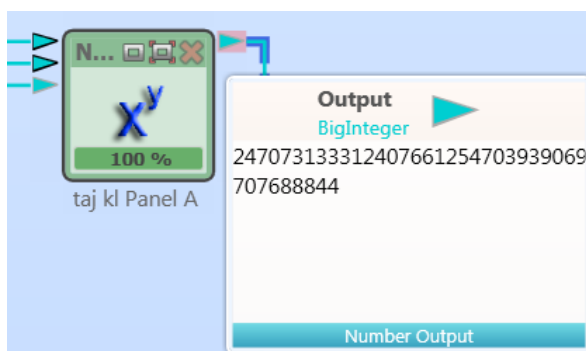 N...
X^y
100 %
taj kl Panel A
Output
BigInteger
247073133312407661254703939069
707688844
Number Output